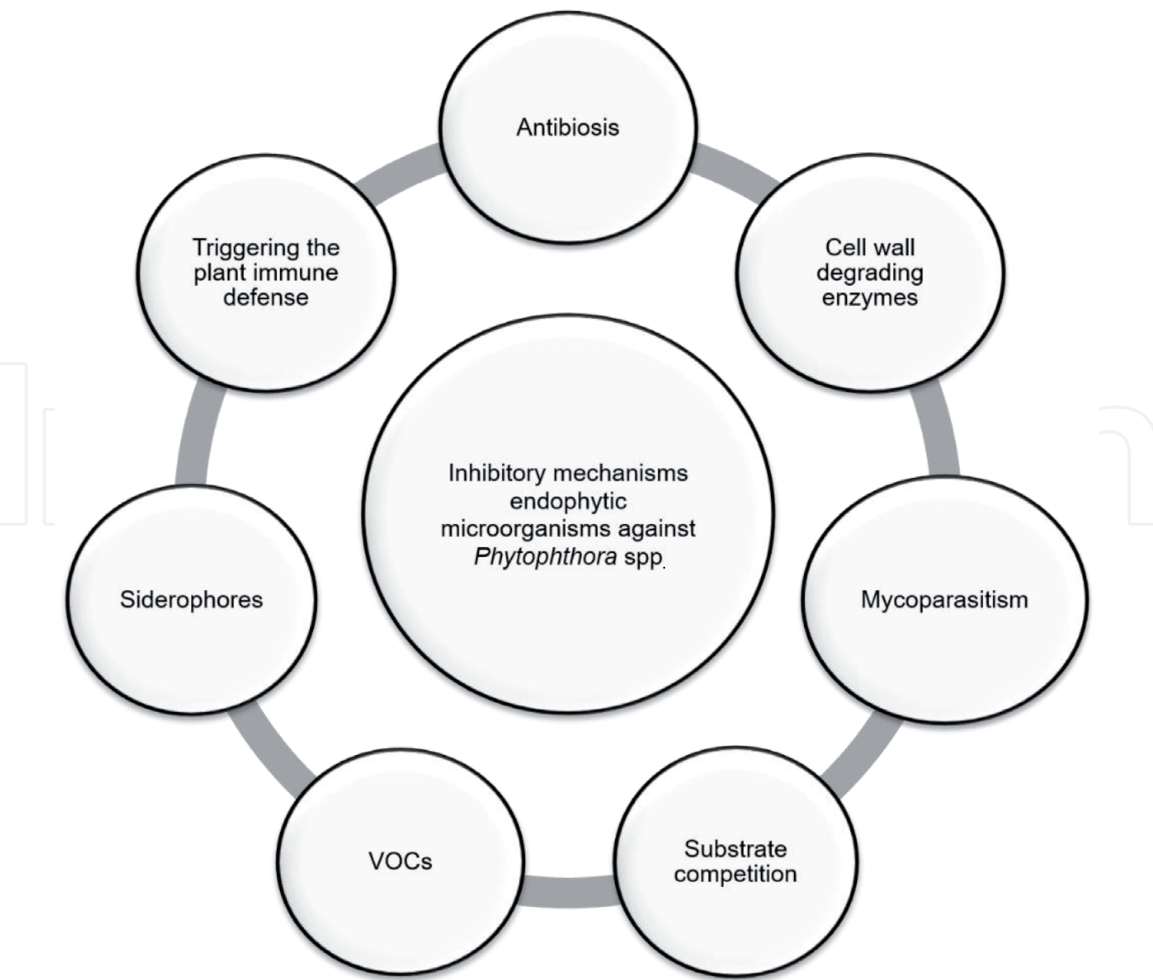 Antibiosis
Triggering the
plant immune
defense
Cell wall
degrading
enzymes
Inhibitory mechanisms
endophytic
microorganisms against
Phytophthora spp.
Siderophores
Mycoparasitism
VOCs
Substrate
competition